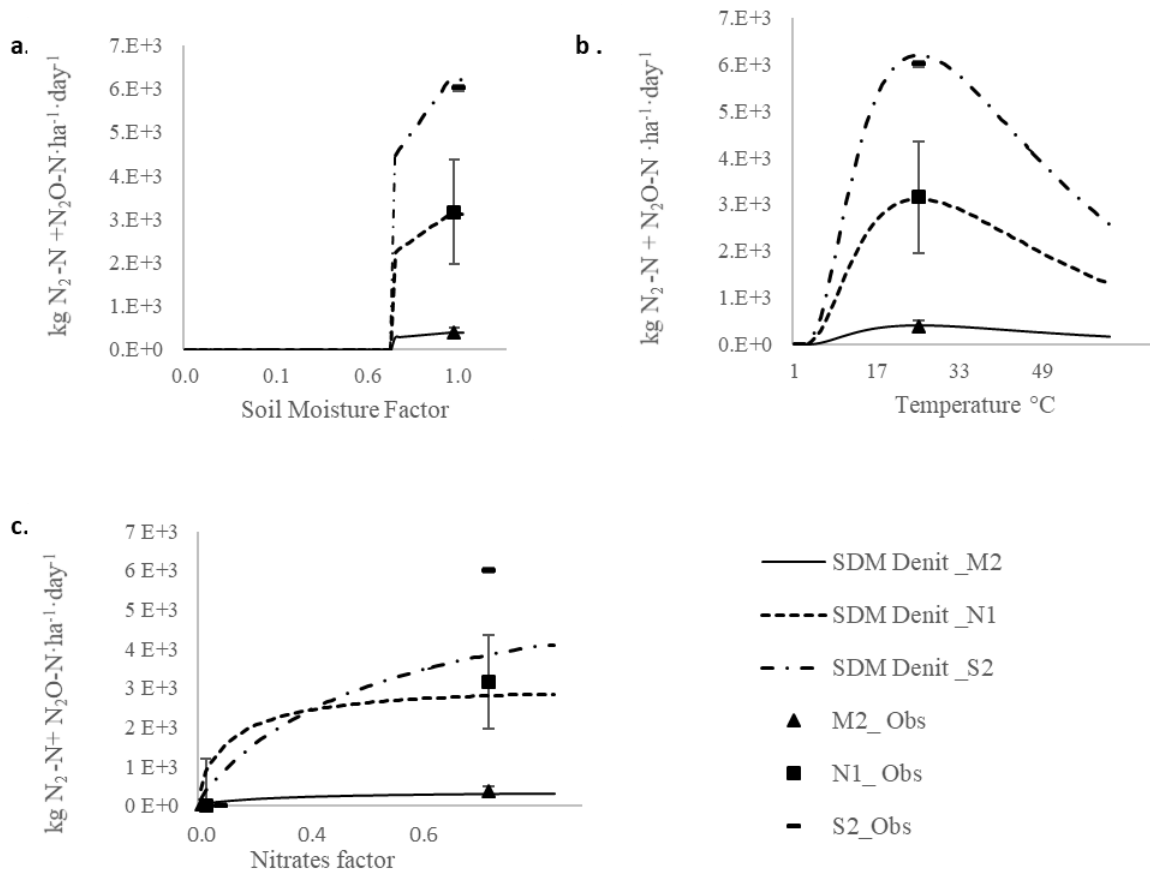 a.
kg N₂-N +N₂O-N·ha⁻¹·day⁻¹
7.E+3
6.E+3
5.E+3
4.E+3
3.E+3
2.E+3
1.E+3
0.E+0
0.0 0.1 0.6 1.0
Soil Moisture Factor
b .
kg N₂-N + N₂O-N ·ha⁻¹·day⁻¹
7.E+3
6.E+3
5.E+3
4.E+3
3.E+3
2.E+3
1.E+3
0.E+0
1 17 33 49
Temperature °C
c.
kg N₂-N+ N₂O-N·ha⁻¹·day⁻¹
7 E+3
6 E+3
5 E+3
4 E+3
3 E+3
2 E+3
1 E+3
0 E+0
0.0 0.4 0.6
Nitrates factor
SDM Denit _M2
SDM Denit _N1
SDM Denit _S2
M2_ Obs
N1_ Obs
S2_Obs